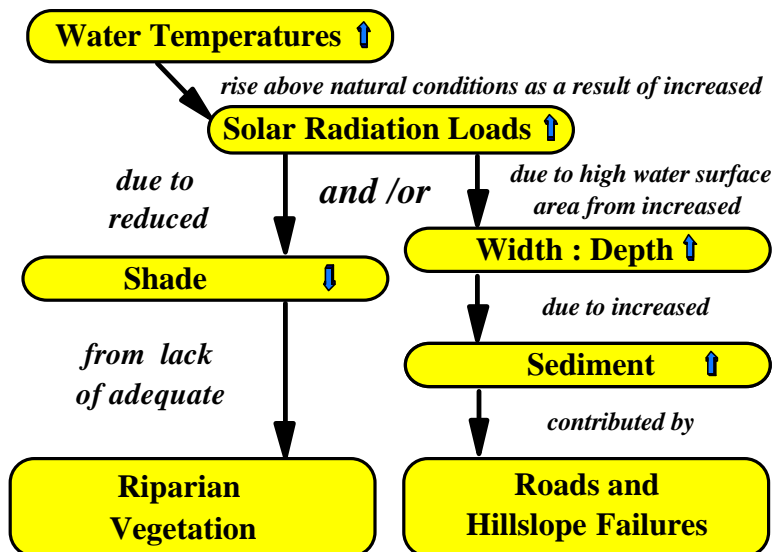 Water Temperatures
rise above natural conditions as a result of increased
Solar Radiation Loads
due to
reduced
and /or
due to high water surface
area from increased
Shade
Width : Depth
due to increased
from lack
of adequate
Sediment
contributed by
Riparian
Vegetation
Roads and
Hillslope Failures